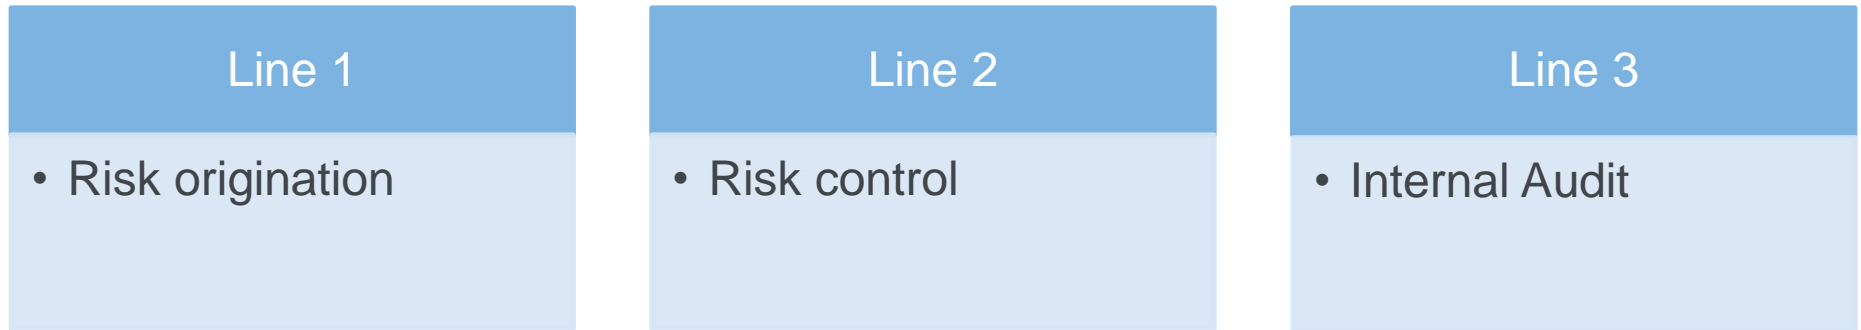 Line 1
• Risk origination
Line 2
• Risk control
Line 3
• Internal Audit